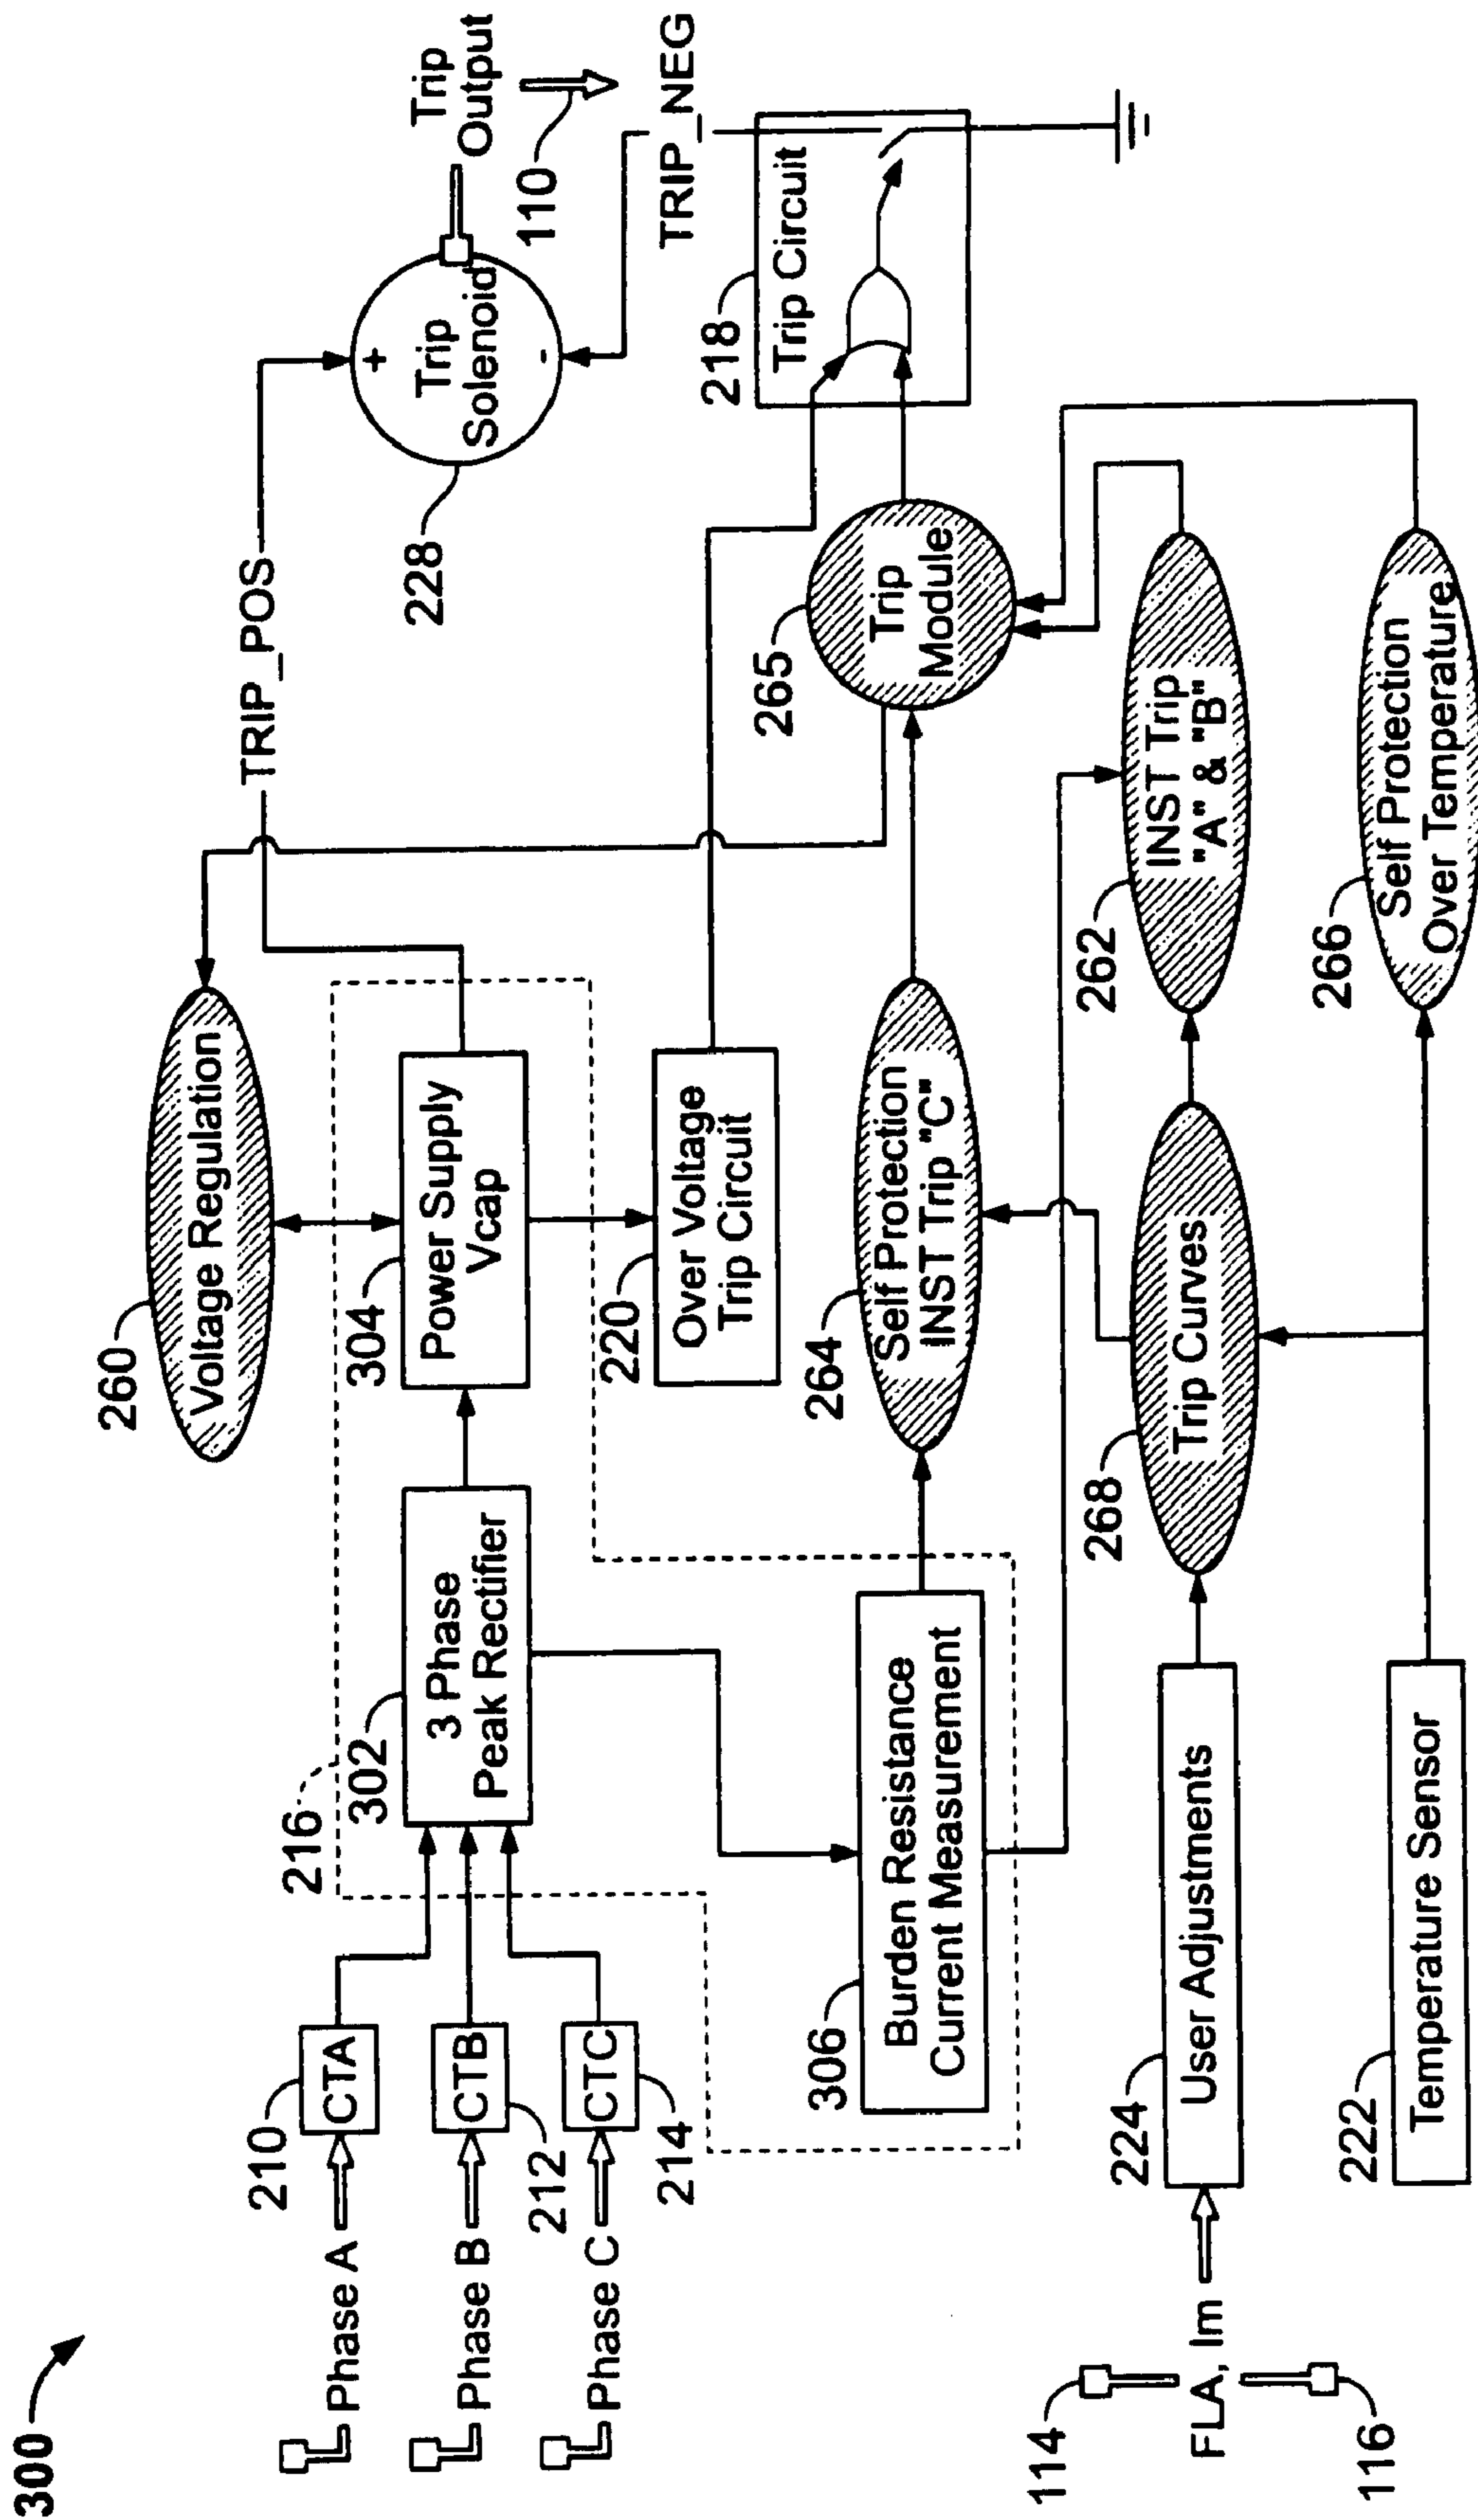 300
260
Voltage Regulation
TRIP_POS
216
210
CTA
Phase A
302
3 Phase
Peak Rectifier
304
Power Supply
Vcap
228
+
Trip
Solenoid
-
Trip
Output
110
Phase B
CTB
212
Phase C
CTC
214
220
Over Voltage
Trip Circuit
TRIP_NEG
218
Trip Circuit
306
Burden Resistance
Current Measurement
264
Self Protection
INST Trip "C"
265
Trip
Module
114
FLA, Im
116
224
User Adjustments
268
Trip Curves
262
INST Trip
"A" & "B"
222
Temperature Sensor
266
Self Protection
Over Temperature